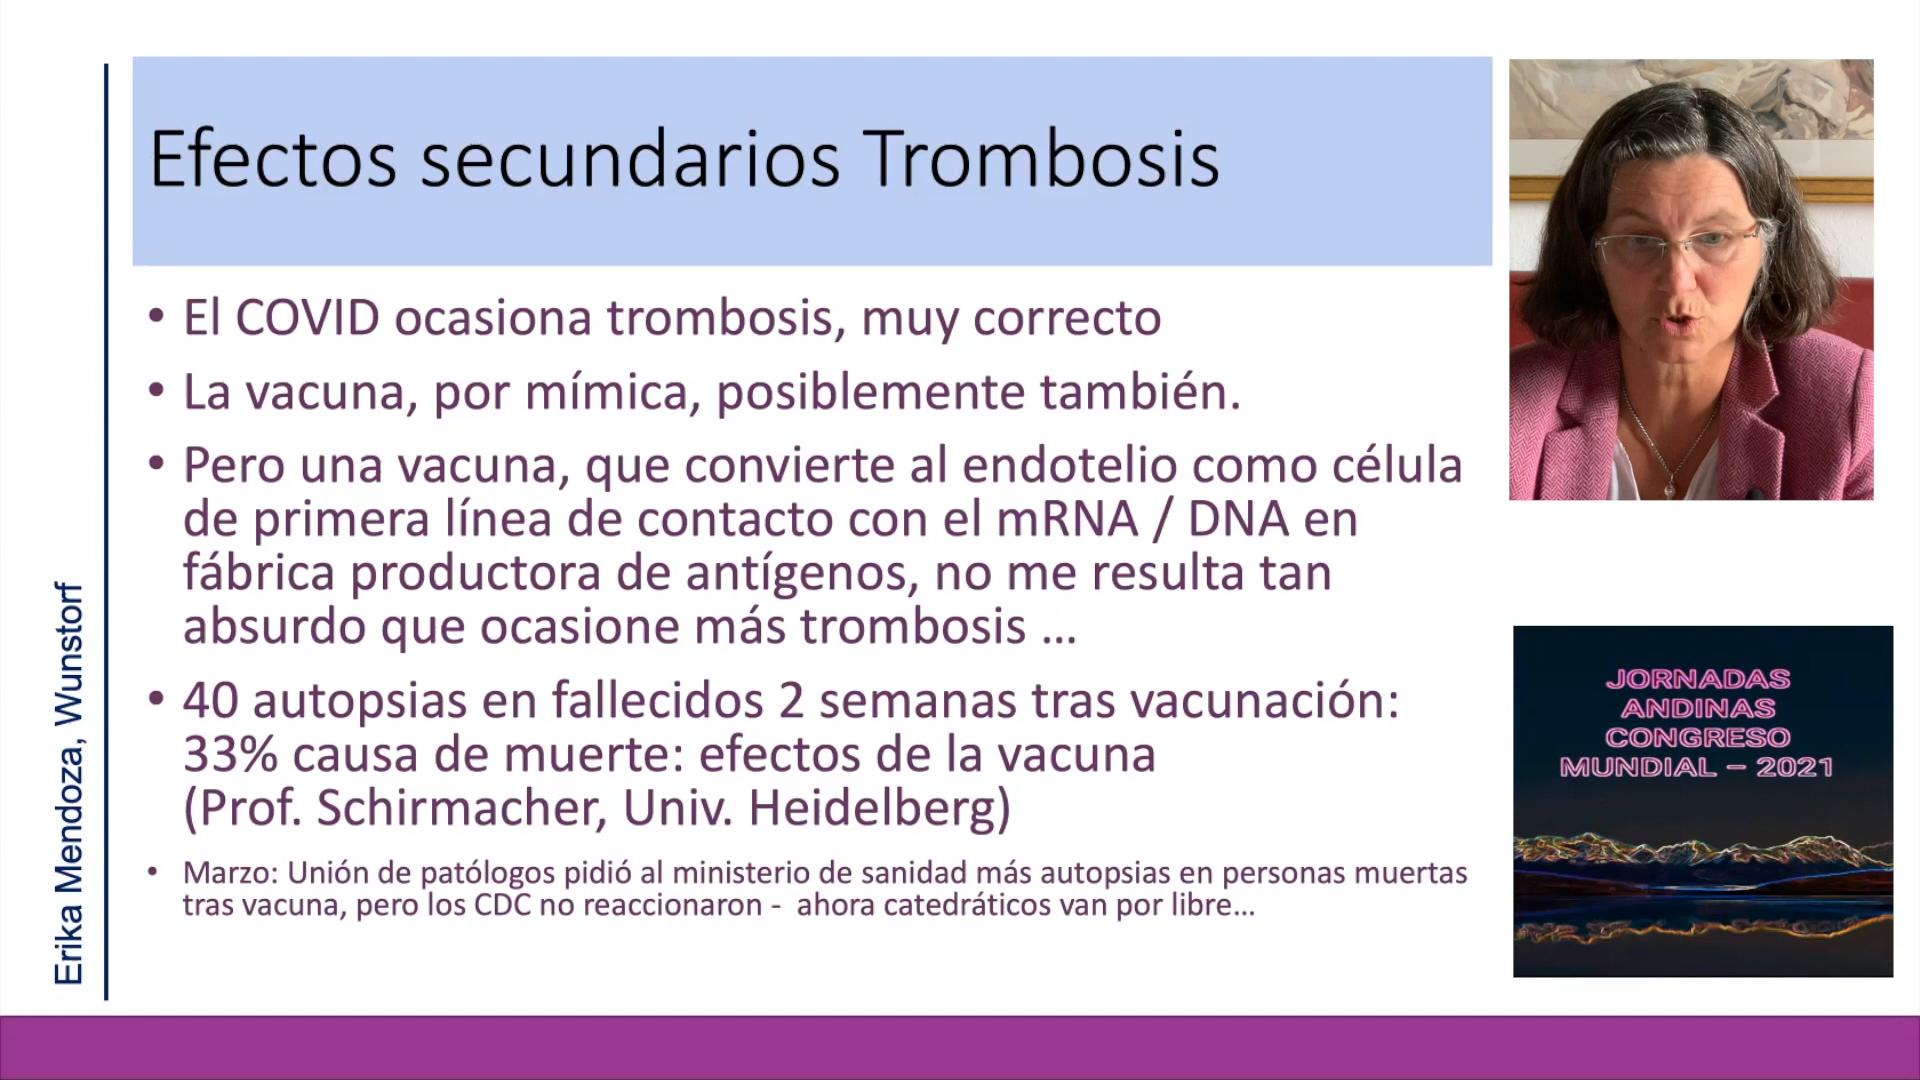 Efectos secundarios Trombosis
• El COVID ocasiona trombosis, muy correcto
• La vacuna, por mímica, posiblemente también.
• Pero una vacuna, que convierte al endotelio como célula
de primera línea de contacto con el mRNA / DNA en
fábrica productora de antígenos, no me resulta tan
absurdo que ocasione más trombosis ...
• 40 autopsias en fallecidos 2 semanas tras vacunación:
33% causa de muerte: efectos de la vacuna
(Prof. Schirmacher, Univ. Heidelberg)
• Marzo: Unión de patólogos pidió al ministerio de sanidad más autopsias en personas muertas
tras vacuna, pero los CDC no reaccionaron - ahora catedráticos van por libre...
Erika Mendoza, Wunstorf
JORNADAS
ANDINAS
CONGRESO
MUNDIAL – 2021